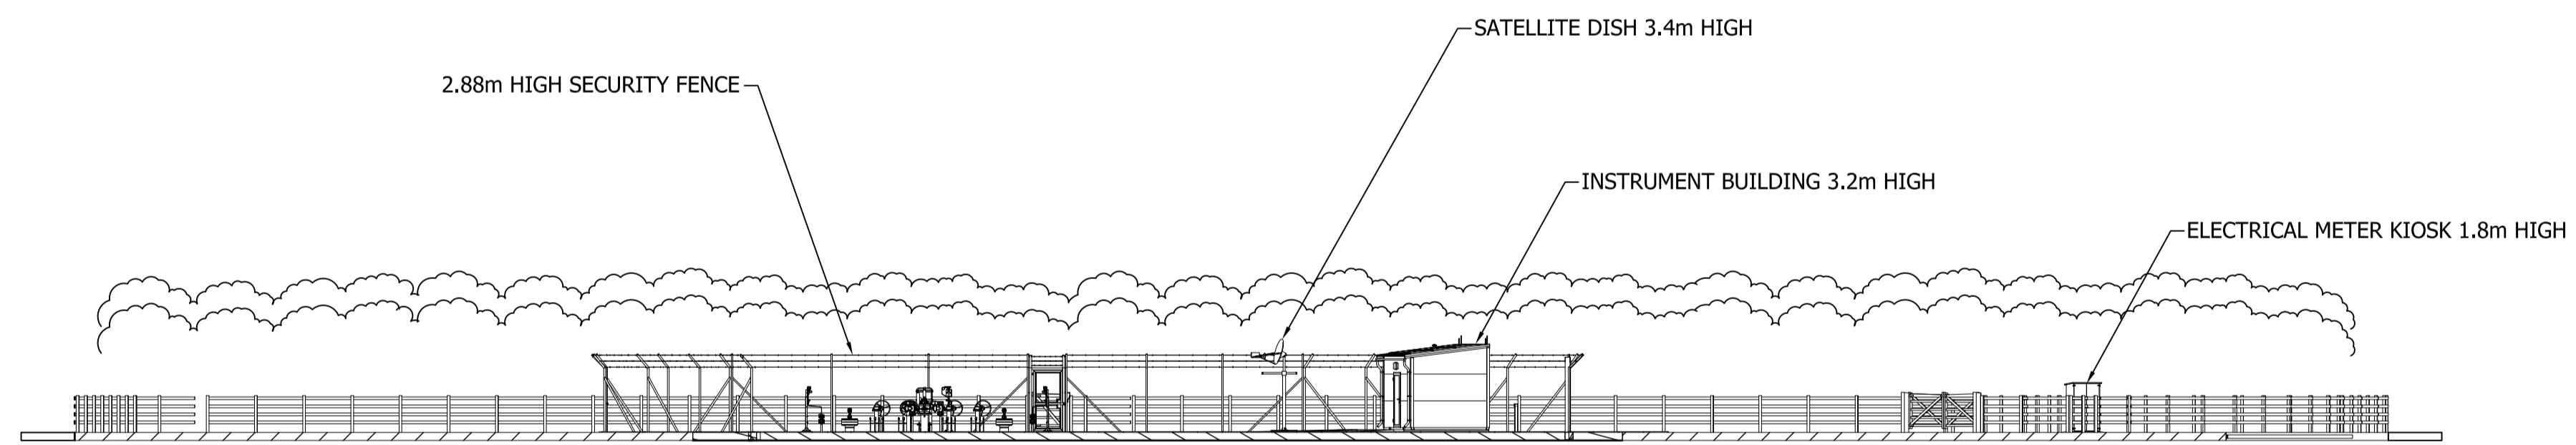 SATELLITE DISH 3.4m HIGH
2.88m HIGH SECURITY FENCE
INSTRUMENT BUILDING 3.2m HIGH
ELECTRICAL METER KIOSK 1.8m HIGH